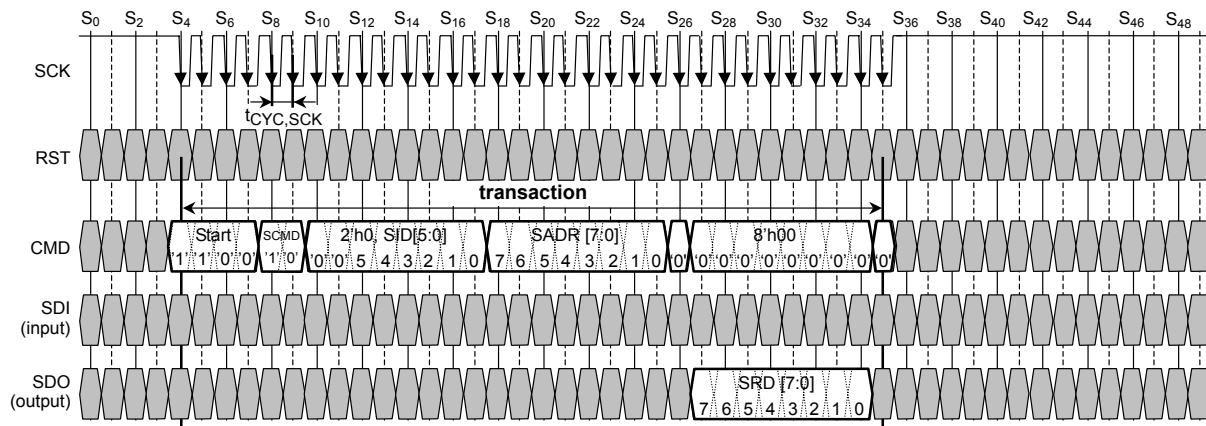 S0 S2 S4 S6 S8 S10 S12 S14 S16 S18 S20 S22 S24 S26 S28 S30 S32 S34 S36 S38 S40 S42 S44 S46 S48
SCK
tCYC,SCK
RST
transaction
CMD
Start SCMD 2'h0, SID[5:0] SADR [7:0] 8'h00
'1' '1' '0' '0' '1' '0' '0' '0' 5 4 3 2 1 0 7 6 5 4 3 2 1 0 '0' '0' '0' '0' '0' '0' '0' '0' '0' '0'
SDI
(input)
SDO
(output)
SRD [7:0]
7 6 5 4 3 2 1 0